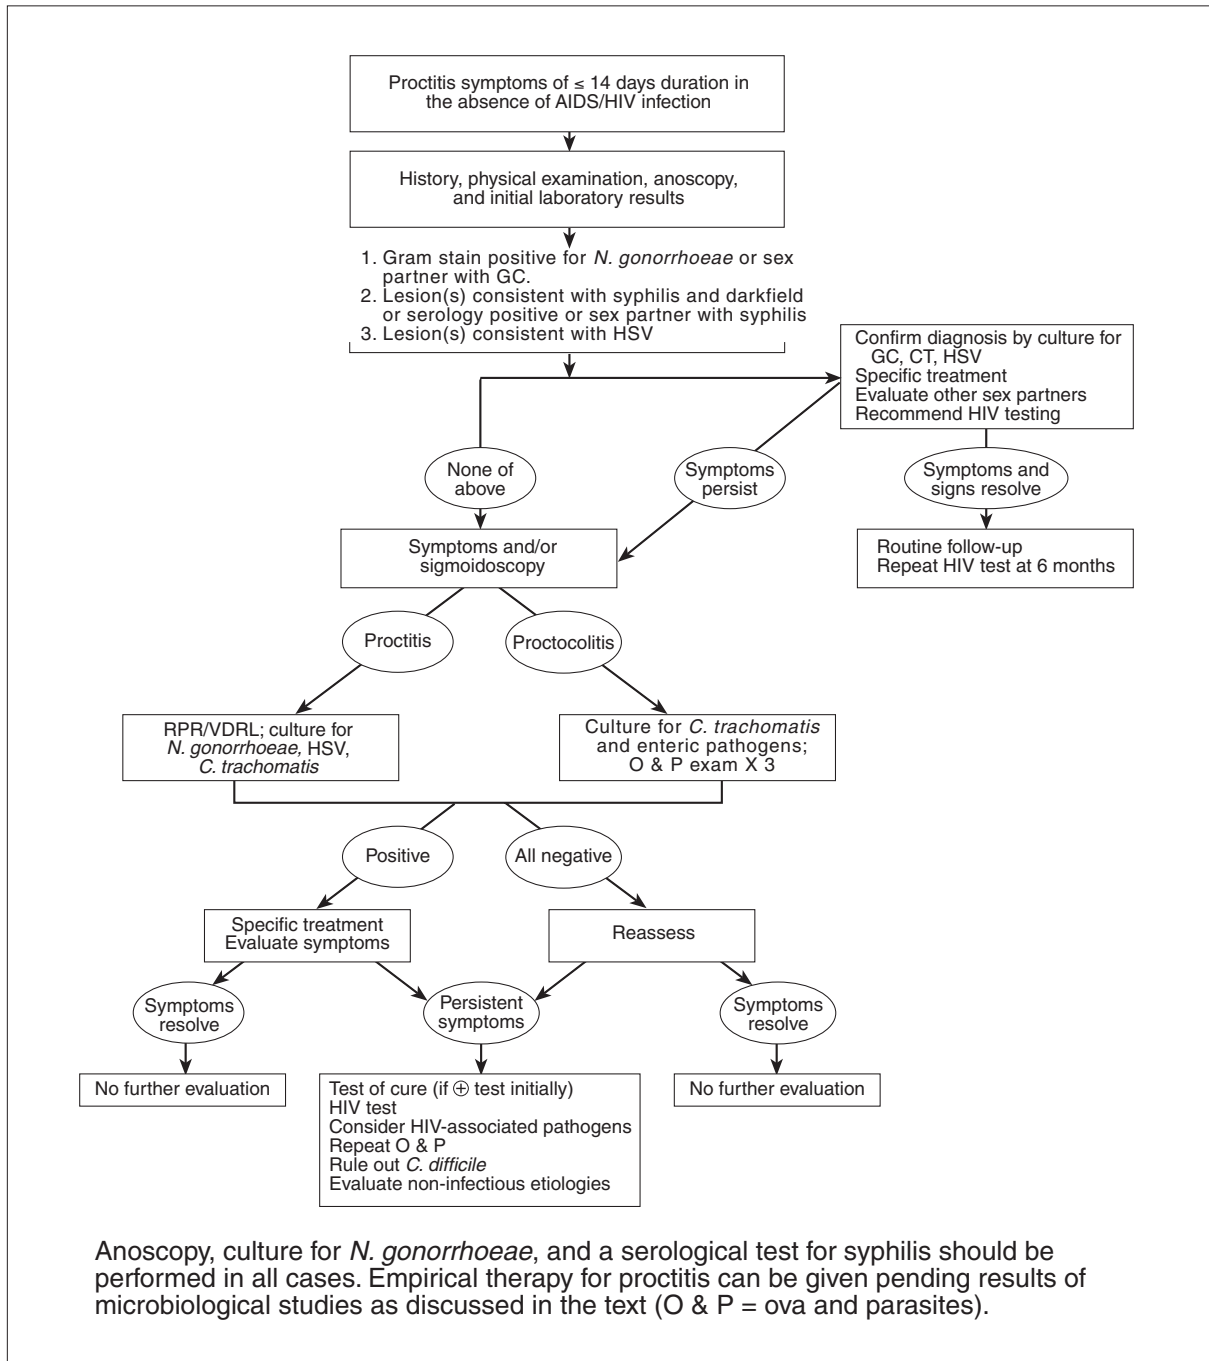 Proctitis symptoms of ≤ 14 days duration in
the absence of AIDS/HIV infection
History, physical examination, anoscopy,
and initial laboratory results
1. Gram stain positive for N. gonorrhoeae or sex
partner with GC.
2. Lesion(s) consistent with syphilis and darkfield
or serology positive or sex partner with syphilis
3. Lesion(s) consistent with HSV
Confirm diagnosis by culture for
GC, CT, HSV
Specific treatment
Evaluate other sex partners
Recommend HIV testing
None of
above
Symptoms
persist
Symptoms and
signs resolve
Symptoms and/or
sigmoidoscopy
Routine follow-up
Repeat HIV test at 6 months
Proctitis
Proctocolitis
RPR/VDRL; culture for
N. gonorrhoeae, HSV,
C. trachomatis
Culture for C. trachomatis
and enteric pathogens;
O & P exam X 3
Positive
All negative
Specific treatment
Evaluate symptoms
Reassess
Symptoms
resolve
Persistent
symptoms
Symptoms
resolve
No further evaluation
Test of cure (if ⊕ test initially)
HIV test
Consider HIV-associated pathogens
Repeat O & P
Rule out C. difficile
Evaluate non-infectious etiologies
No further evaluation
Anoscopy, culture for N. gonorrhoeae, and a serological test for syphilis should be
performed in all cases. Empirical therapy for proctitis can be given pending results of
microbiological studies as discussed in the text (O & P = ova and parasites).